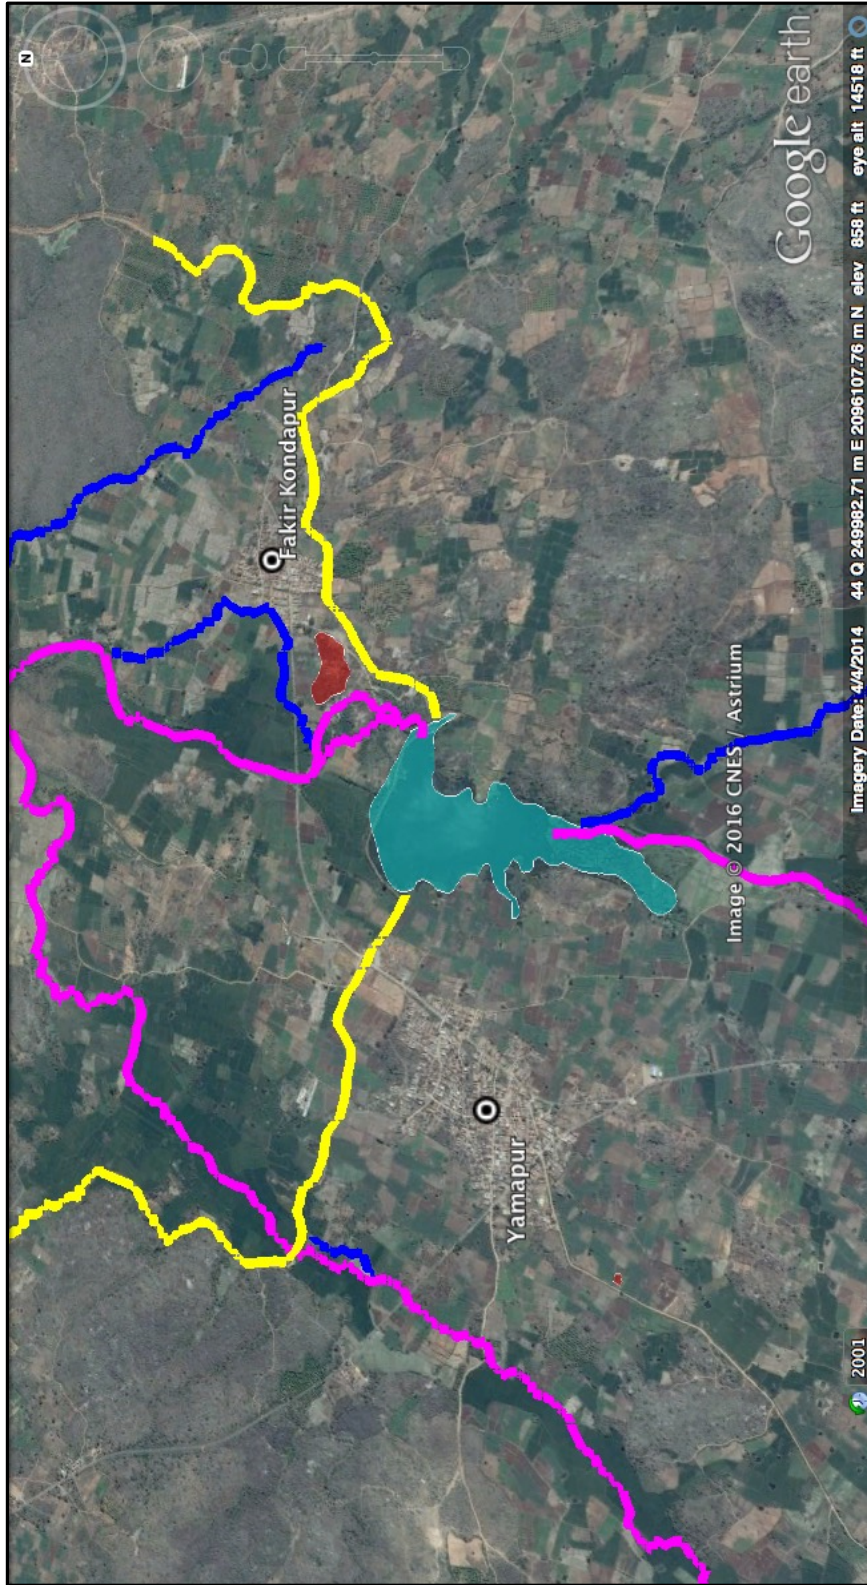 N
Fakir Kondapur
Yamapur
Image © 2016 CNES / Astrium
Google earth
2001
Imagery Date: 4/4/2014 44 Q 249982.71 m E 2096107.76 m N elev 858 ft eye alt 14518 ft